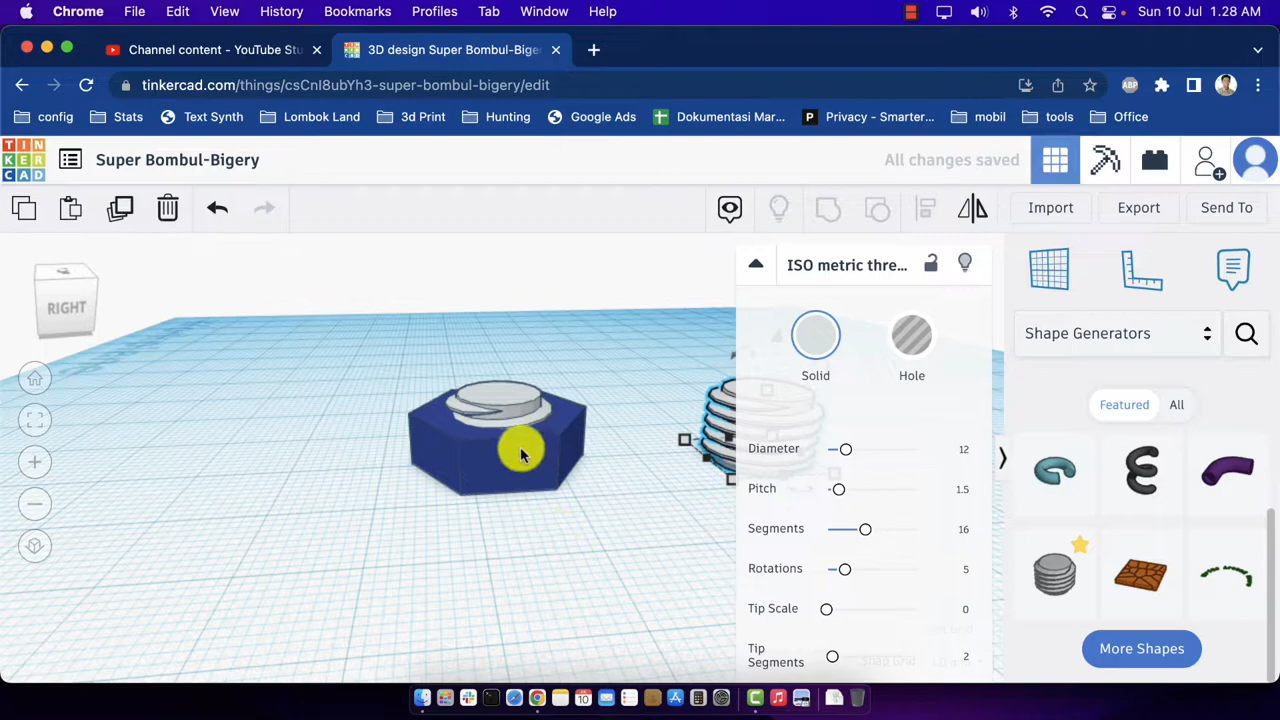 Chrome File Edit View History Bookmarks Profiles Tab Window Help Sun 10 Jul 1.28 AM
Channel content - YouTube Stu 3D design Super Bombul-Bige
tinkercad.com/things/csCnI8ubYh3-super-bombul-bigery/edit
config Stats Text Synth Lombok Land 3d Print Hunting Google Ads Dokumentasi Mar... Privacy - Smarter... mobil tools Office
TIN
KER
CAD
Super Bombul-Bigery All changes saved
Import Export Send To
RIGHT
ISO metric thre...
Solid Hole
Diameter 12
Pitch 1.5
Segments 16
Rotations 5
Tip Scale 0
Tip
Segments 2
Shape Generators
Featured All
More Shapes